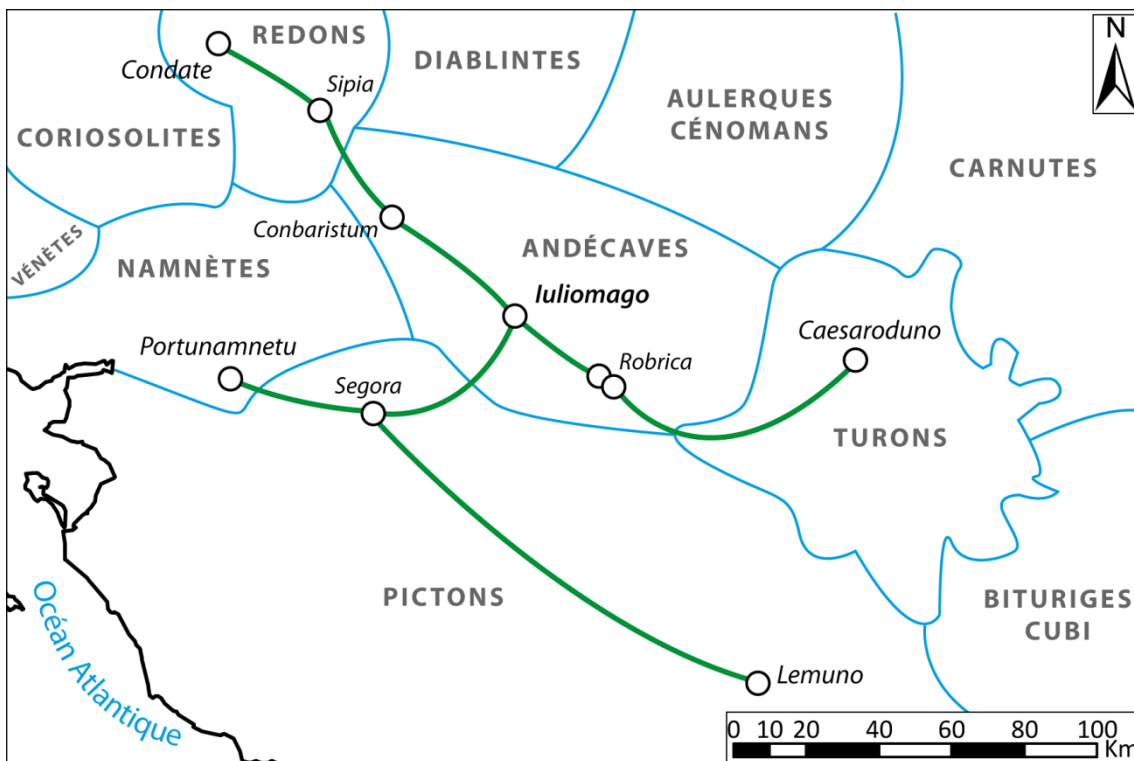 REDONS
N
DIABLINTES
Condate
Sipia
AULERQUES
CÉNOMANS
CORIOSOLITES
CARNUTES
Conbaristum
VÉNÈTES
NAMNÈTES
ANDÉCAVES
Iuliomago
Portunamnetu
Caesaroduno
Segora
Robrica
TURONS
PICTONS
BITURIGES
CUBI
Océan Atlantique
Lemuno
0 10 20 40 60 80 100
Km